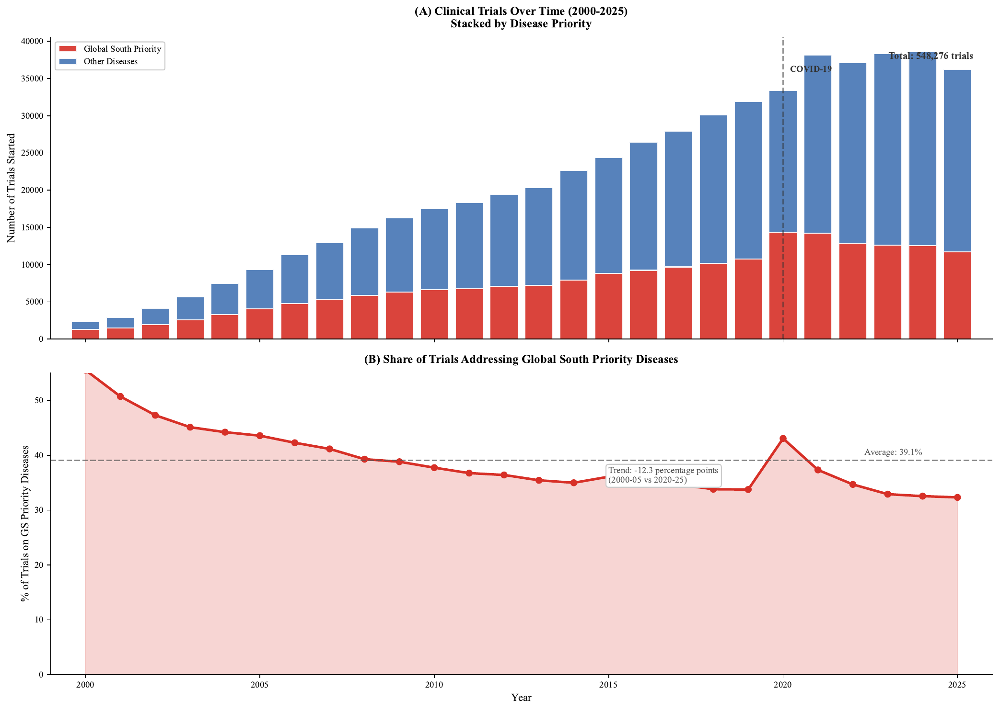 (A) Clinical Trials Over Time (2000-2025)
Stacked by Disease Priority
Number of Trials Started
40000
35000
30000
25000
20000
15000
10000
5000
0
Global South Priority
Other Diseases
COVID-19
Total: 548,276 trials
(B) Share of Trials Addressing Global South Priority Diseases
% of Trials on GS Priority Diseases
50
40
30
20
10
0
Average: 39.1%
Trend: -12.3 percentage points
(2000-05 vs 2020-25)
2000
2005
2010
2015
2020
2025
Year